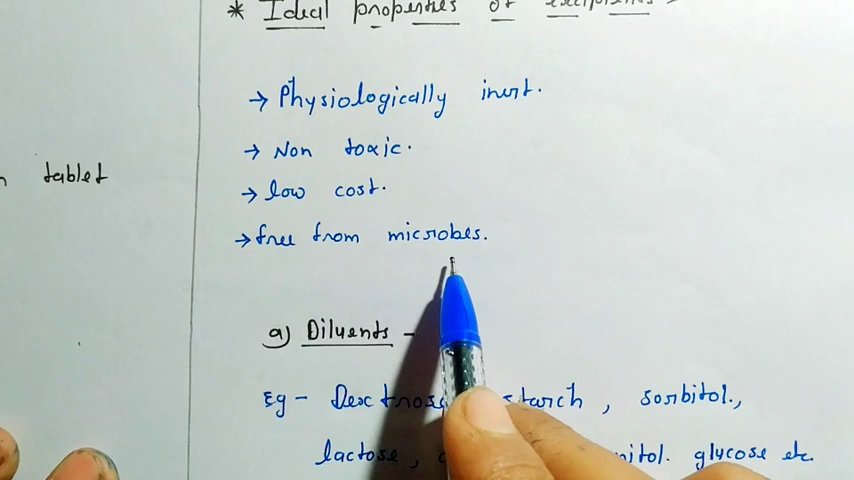 * Ideal properties of excipients
→ Physiologically inert.
→ Non toxic.
tablet
→ low cost.
→ free from microbes.
a) Diluents -
Eg - Dextrose starch, sorbitol.,
lactose, glucose etc.